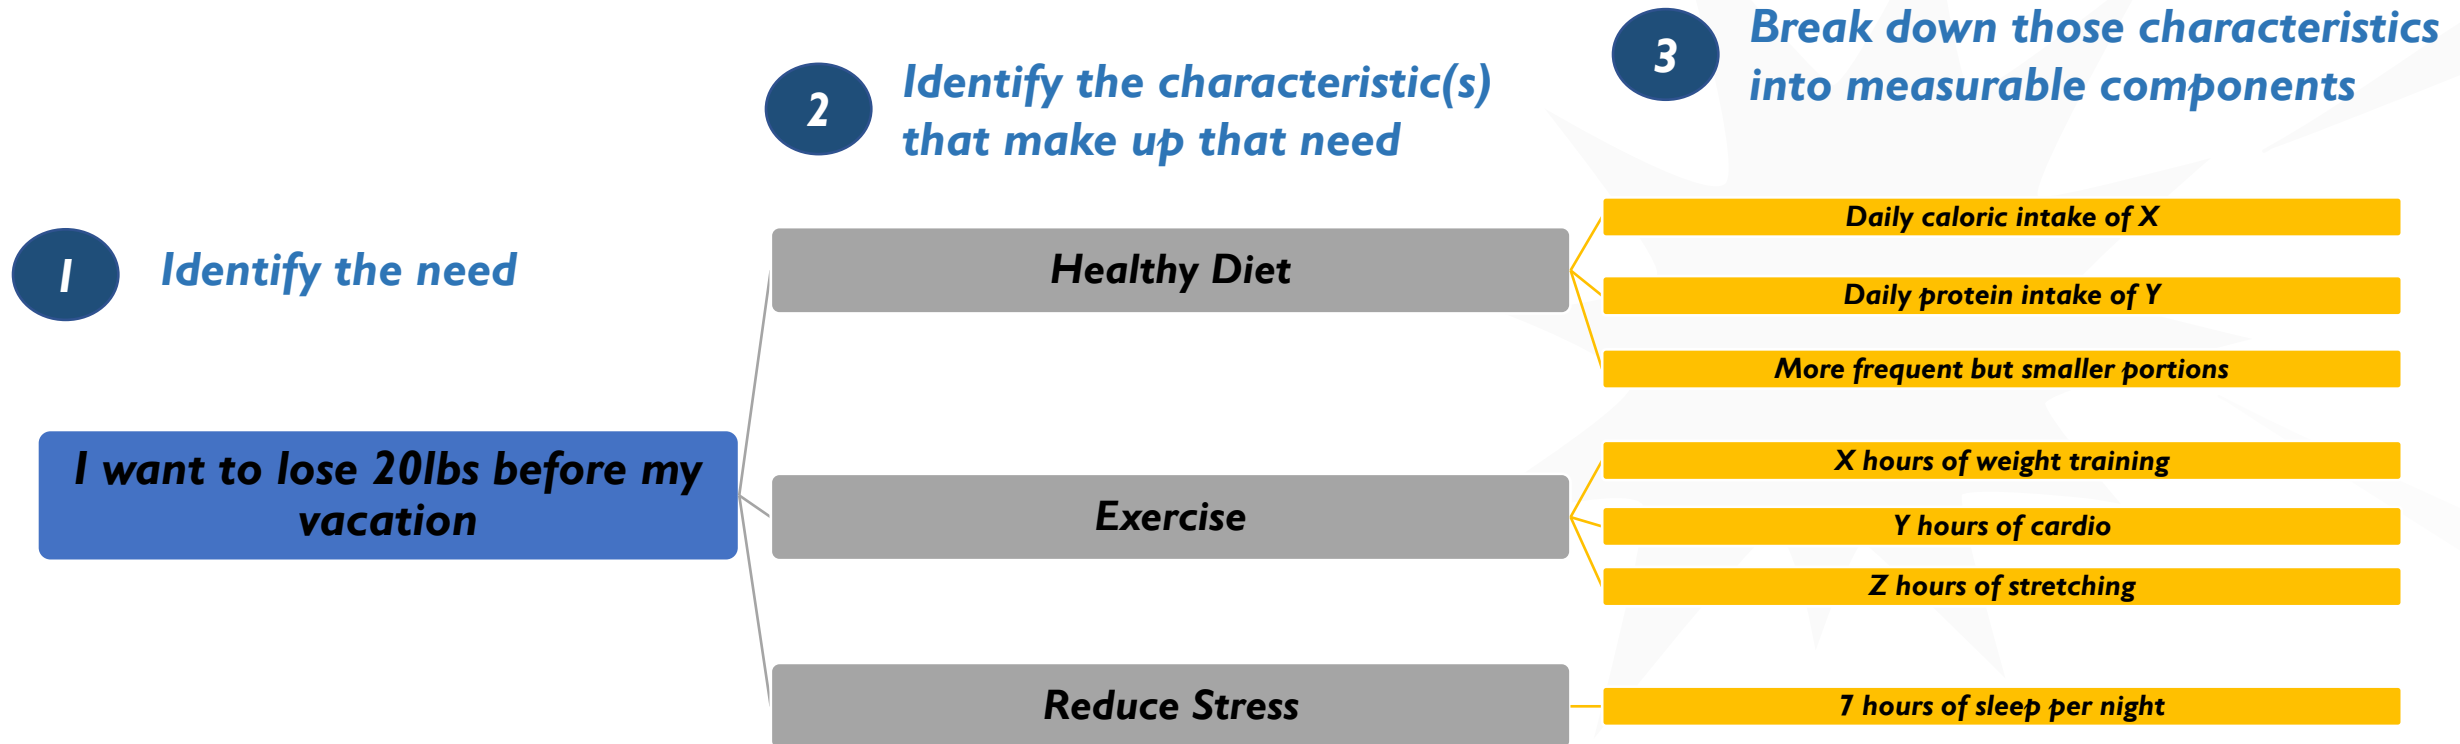 1
Identify the need
2
Identify the characteristic(s)
that make up that need
3
Break down those characteristics
into measurable components
I want to lose 20lbs before my
vacation
Healthy Diet
Daily caloric intake of X
Daily protein intake of Y
More frequent but smaller portions
Exercise
X hours of weight training
Y hours of cardio
Z hours of stretching
Reduce Stress
7 hours of sleep per night